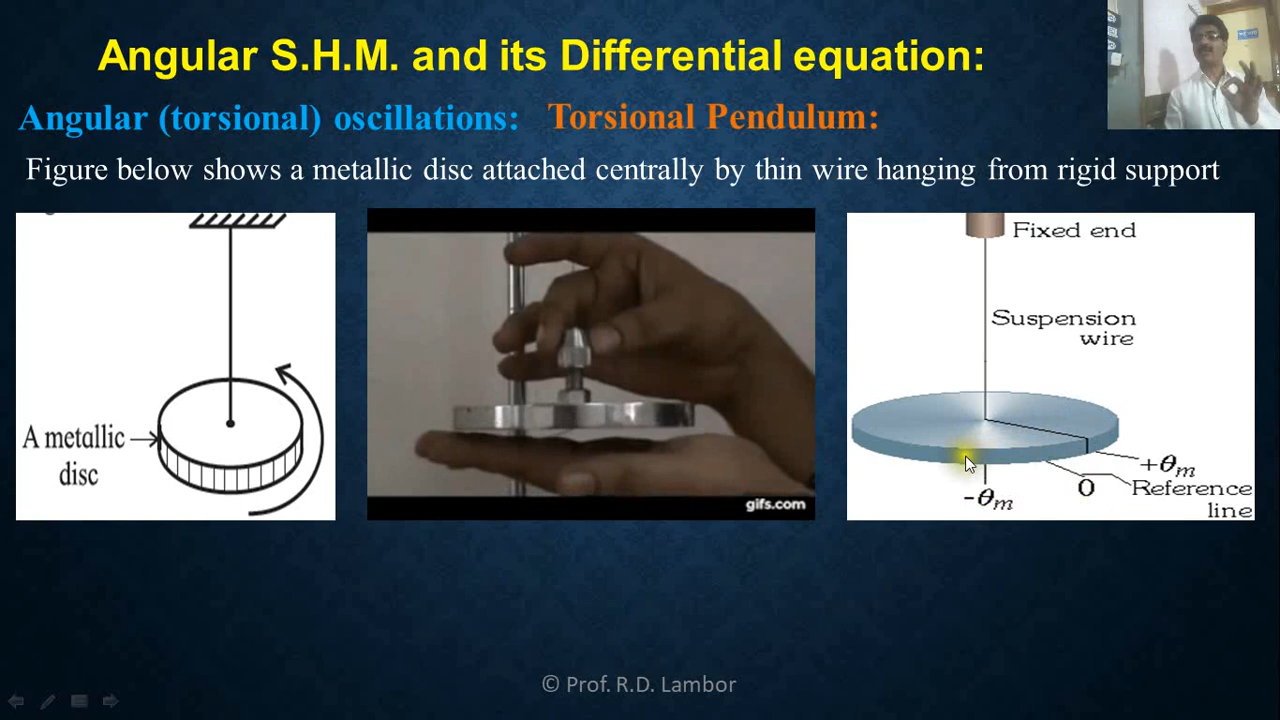 Angular S.H.M. and its Differential equation:
Angular (torsional) oscillations: Torsional Pendulum:
Figure below shows a metallic disc attached centrally by thin wire hanging from rigid support
A metallic
disc
gifs.com
Fixed end
Suspension
wire
+θm
-θm
0
Reference
line
© Prof. R.D. Lambor